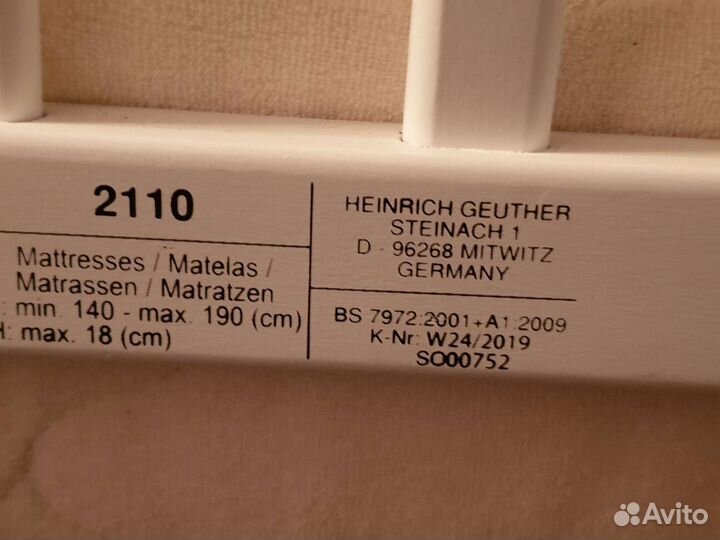 2110
Mattresses / Matelas /
Matrassen / Matratzen
: min. 140 - max. 190 (cm)
H: max. 18 (cm)
HEINRICH GEUTHER
STEINACH 1
D - 96268 MITWITZ
GERMANY
BS 7972:2001+A1:2009
K-Nr: W24/2019
SO00752
Avito